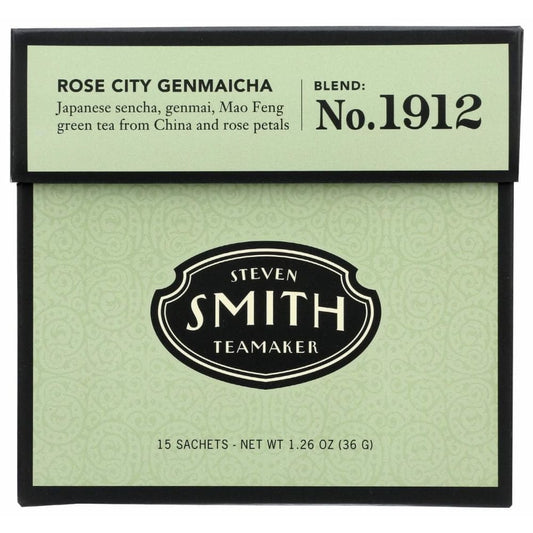 ROSE CITY GENMAICHA
Japanese sencha, genmai, Mao Feng
green tea from China and rose petals
BLEND:
No.1912
STEVEN
SMITH
TEAMAKER
15 SACHETS - NET WT 1.26 OZ (36 G)